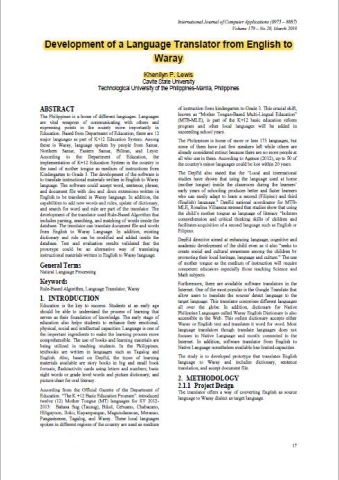 International Journal of Computer Applications (0975 – 8887)
Volume 179 – No.26, March 2018
Development of a Language Translator from English to
Waray
Kherilyn P. Lewis
Cavite State University
Technological University of the Philippines-Manila, Philippines
ABSTRACT
The Philippines is a home of different languages. Languages
are vital weapons of communicating with others and
expressing points to the society more importantly in
Education. Based from Department of Education, there are 12
major languages as part of K+12 Education System. Among
these is Waray, language spoken by people from Samar,
Northern Samar, Eastern Samar, Biliran, and Leyte.
According to the Department of Education, the
implementation of K+12 Education System in the country is
the used of mother tongue as medium of instructions from
Kindergarten to Grade 3. The development of the software is
to translate instructional materials written in English to Waray
language. The software could accept word, sentence, phrase,
and document file with .doc and .docx extensions written in
English to be translated in Waray language. In addition, the
capabilities to add new words and rules, update of dictionary,
and search for word and rule are part of the translator. The
development of the translator used Rule-Based Algorithm that
includes parsing, searching, and matching of words inside the
database. The translator can translate document file and words
from English to Waray language. In addition, existing
dictionary and rule can be modified and added inside the
database. Test and evaluation results validated that the
prototype could be an alternative way of translating
instructional materials written in English to Waray language.
General Terms
Natural Language Processing
Keywords
Rule-Based Algorithm, Language Translator, Waray
1. INTRODUCTION
Education is the key to success. Students at an early age
should be able to understand the process of learning that
serves as their foundation of knowledge. The early stage of
education also helps students to enhance their emotional,
physical, social and intellectual capacities. Language is one of
the important ingredients to make the learning process more
comprehensible. The use of books and learning materials are
being utilized in teaching students. In the Philippines,
textbooks are written in languages such as Tagalog and
English. Also, based on DepEd, the types of learning
materials available are story books in big and small book
formats, flashcards/activity cards using letters and numbers, basic
sight words or grade level words and picture dictionary, and
picture chart for oral literacy.
According from the Official Gazette of the Department of
Education, "The K +12 Basic Education Program" introduced
twelve (12) Mother Tongue (MT) languages for SY 2012-
2013: Bahasa Sug (Tausug), Bikol, Cebuano, Chabacano,
Hiligaynon, Iloko, Kapampangan, Maguindanaoan, Meranao,
Pangasinense, Tagalog, and Waray. These local languages
spoken in different regions of the country are used as medium
of instruction from kindergarten to Grade 3. This crucial shift,
known as "Mother Tongue-Based Multi-Lingual Education"
(MTB-MLE), is part of the K+12 basic education reform
program and other local languages will be added in
succeeding school years.
The Philippines is home of more or less 175 languages, but
some of them have just few speakers left while others are
already considered extinct because there are no more people at
all who use in them. According to Agence (2012), up to 50 of
the country's extant languages could be lost within 20 years.
The DepEd also stated that the "Local and international
studies have shown that using the language used at home
(mother tongue) inside the classroom during the learners'
early years of schooling produces better and faster learners
who can easily adapt to learn a second (Filipino) and third
(English) languages." DepEd national coordinator for MTB-
MLE, Rosalina Villaneza stressed that studies show that using
the child's mother tongue as language of literacy "bolsters
comprehension and critical thinking skills of children and
facilitates acquisition of a second language such as English or
Filipino.
DepEd directive aimed at enhancing language, cognitive and
academic development of the child even as it also "seeks to
create social and cultural awareness among the children by
promoting their local heritage, language and culture." The use
of mother tongue as the medium of instruction will require
competent educators especially those teaching Science and
Math subjects.
Furthermore, there are available software translators in the
Internet. One of the most popular is the Google Translate that
allow users to translate the source/ detect language to the
target language. This translator comprises different languages
all over the globe. In addition, dictionary for Native
Philippine Languages called Waray English Dictionary is also
accessible in the Web. This online dictionary accepts either
Waray or English text and translates it word for word. Most
language translators though translate languages does not
focuses to Native Language and mostly connected to the
Internet. In addition, software translator from English to
Native Language nonetheless available has limited capacities.
The study is to developed prototype that translates English
language to Waray and includes dictionary, sentence
translation, and accept document file.
2. METHODOLOGY
2.1.1 Project Design
The translator offers a way of converting English as source
language to Waray dialect as target language.
17